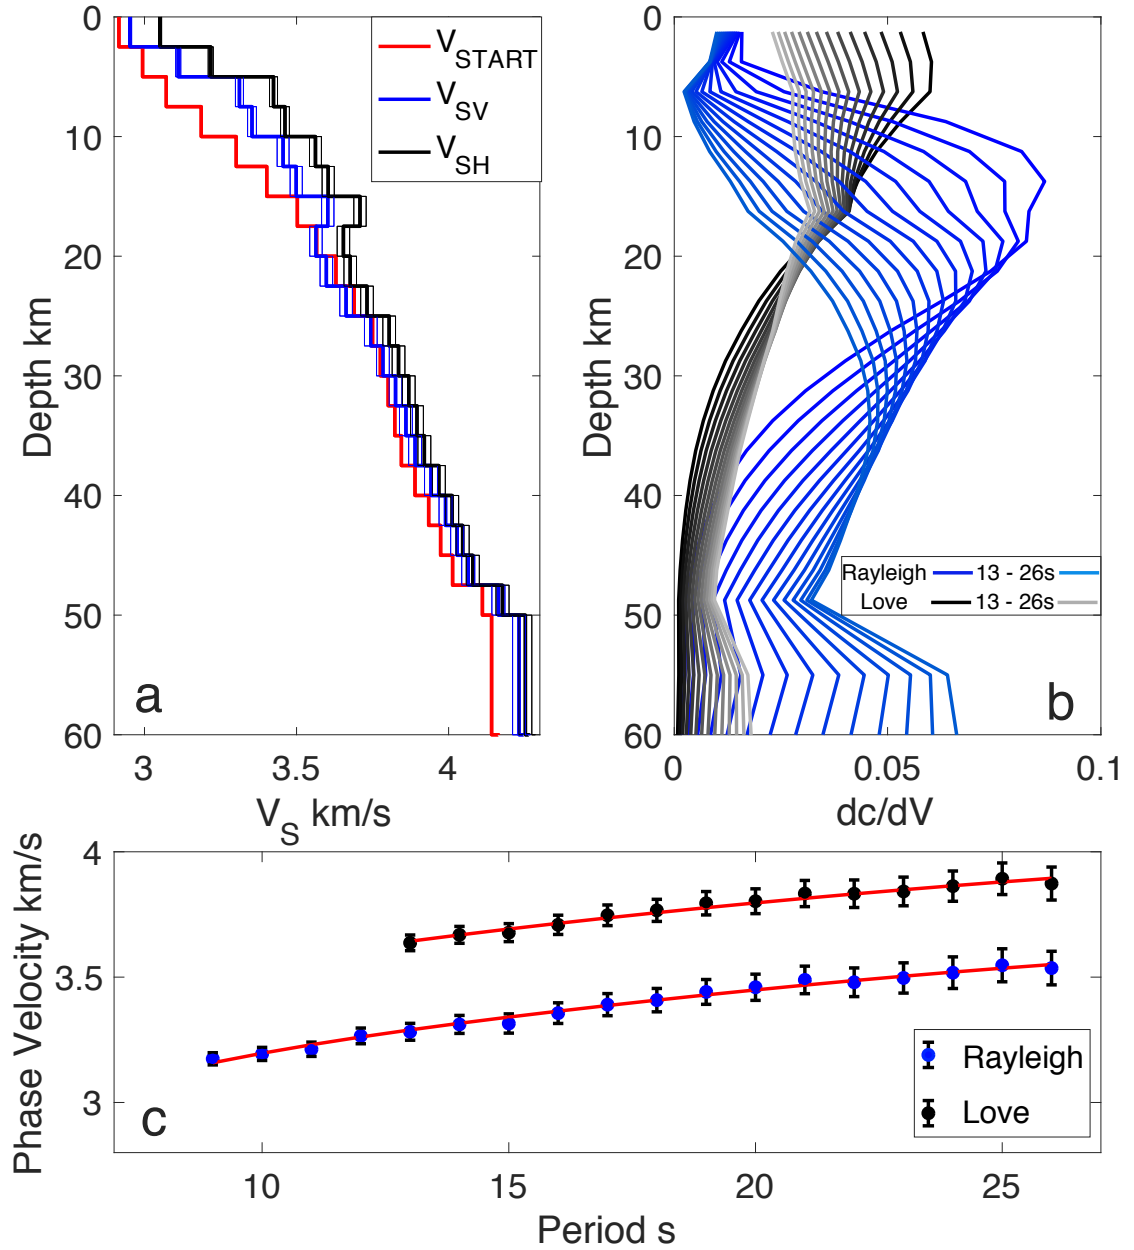 V_START
V_SV
V_SH
0
10
20
30
40
50
60
Depth km
a
3
3.5
4
V_S km/s
0
10
20
30
40
50
60
Depth km
Rayleigh 13 - 26s
Love 13 - 26s
b
0
0.05
0.1
dc/dV
4
3.5
3
Phase Velocity km/s
c
Rayleigh
Love
10
15
20
25
Period s